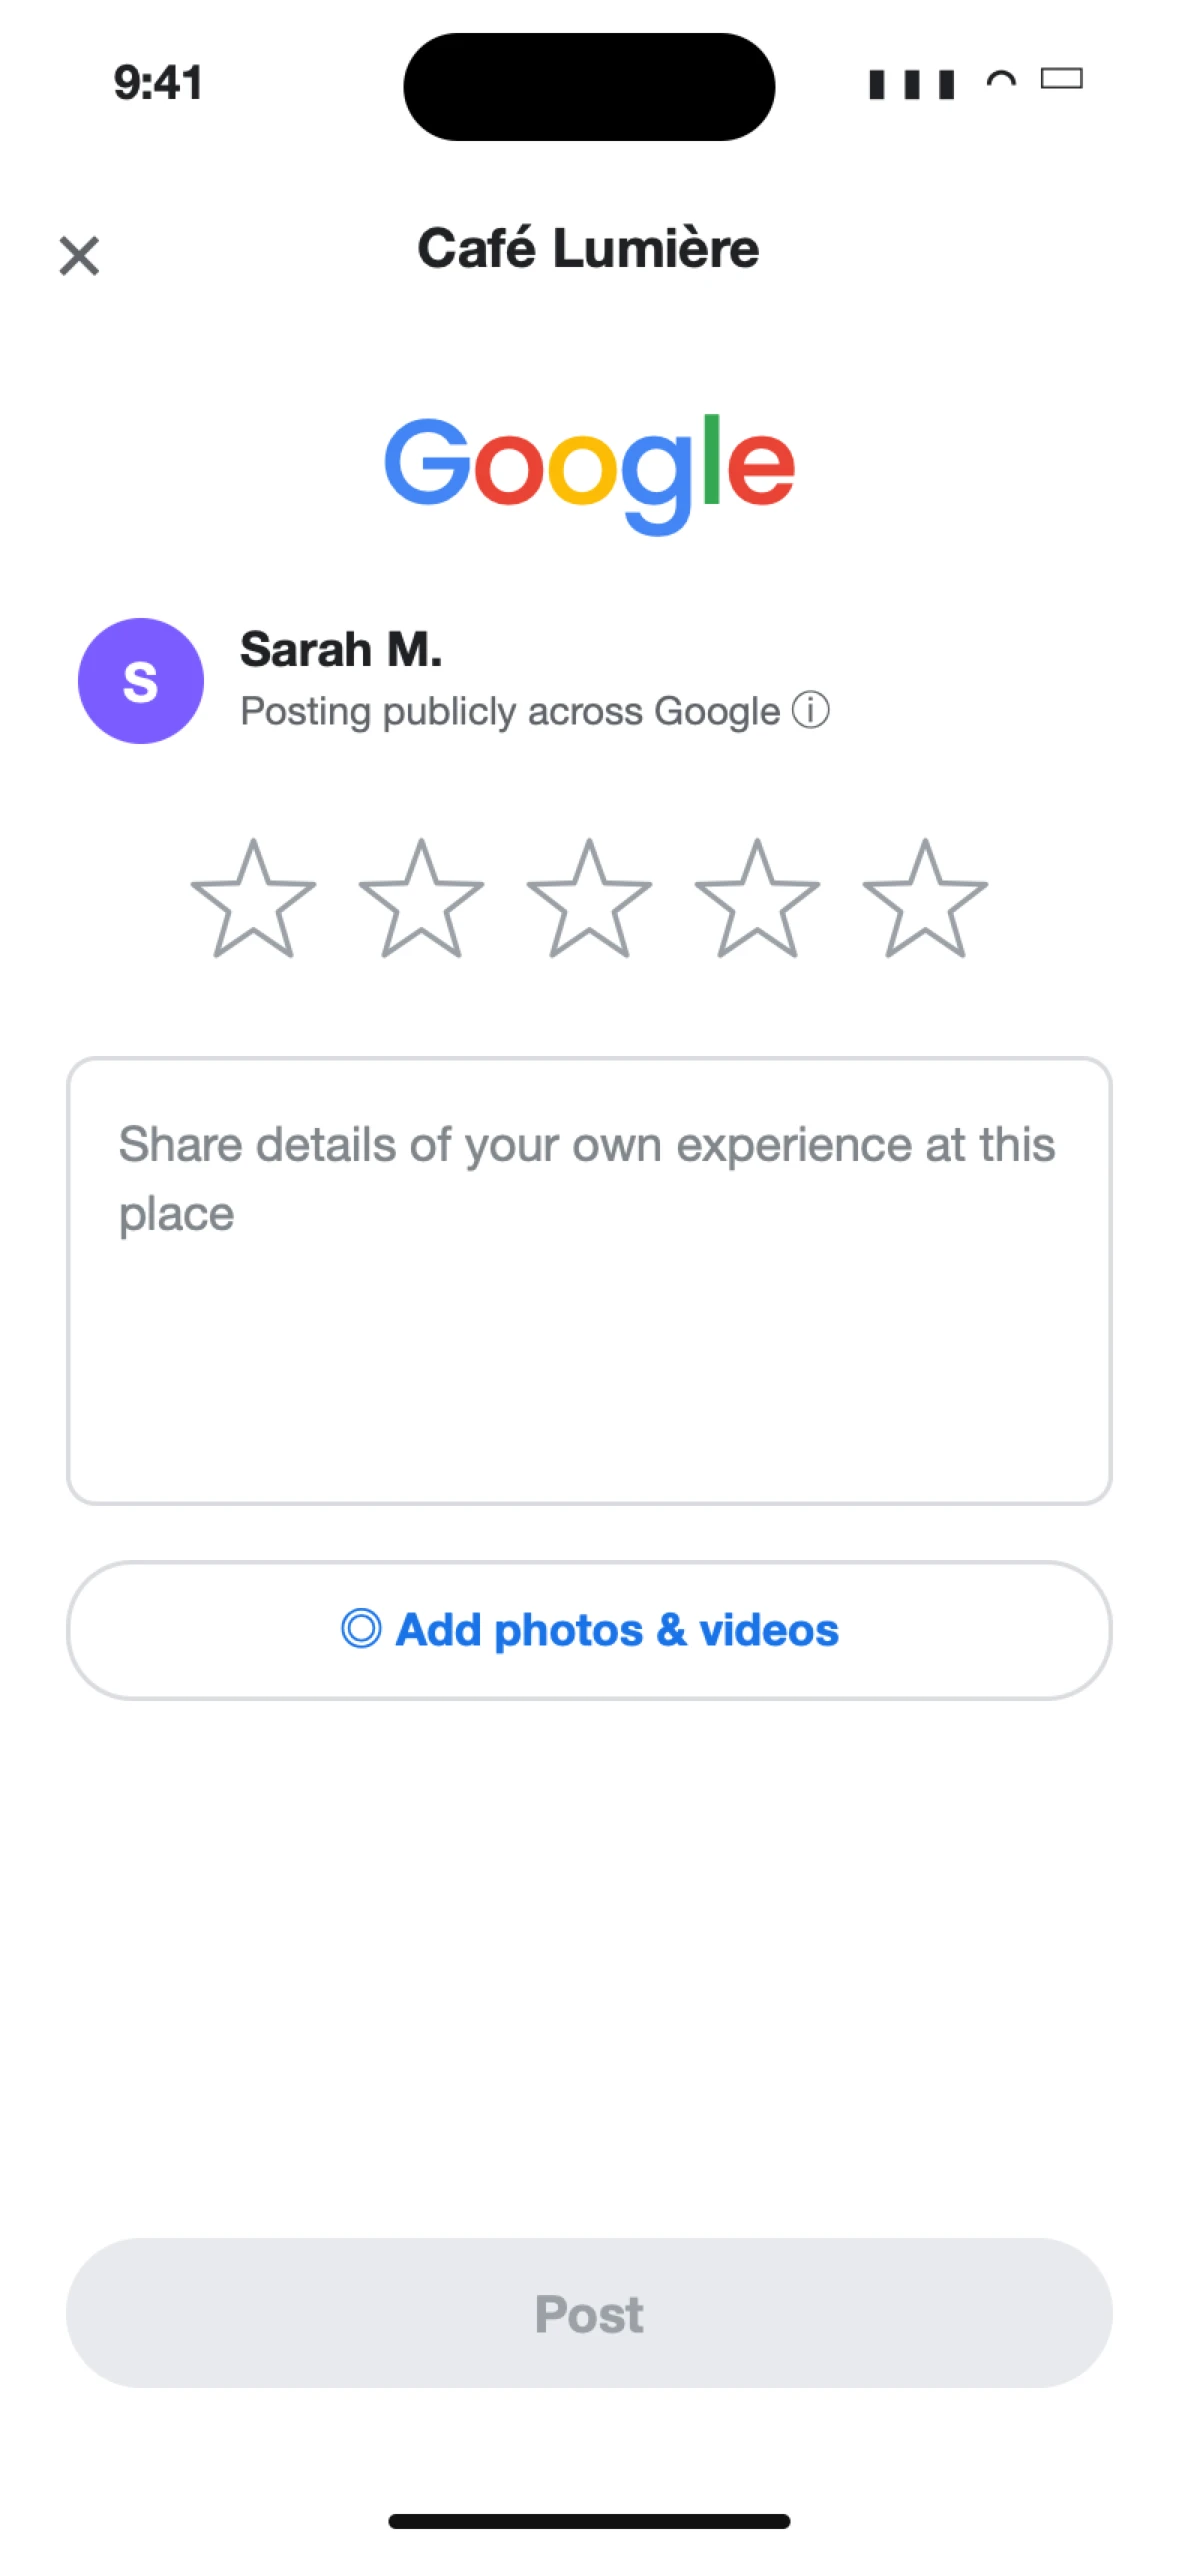 9:41
Café Lumière
Google
S
Sarah M.
Posting publicly across Google ⓘ
Share details of your own experience at this
place
Add photos & videos
Post